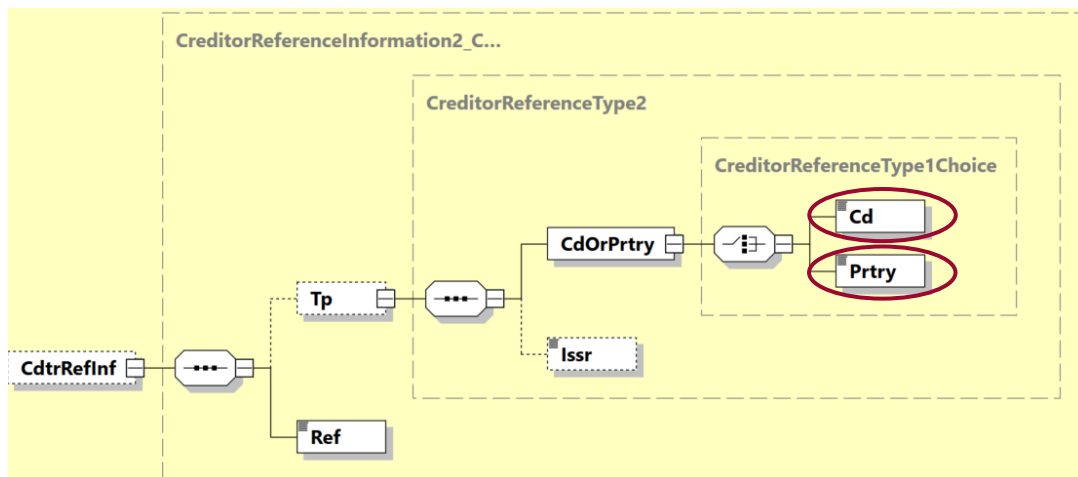 CreditorReferenceInformation2_C...
CreditorReferenceType2
CreditorReferenceType1Choice
Cd
CdOrPrtry
Prtry
Tp
Issr
CdtrRefInf
Ref